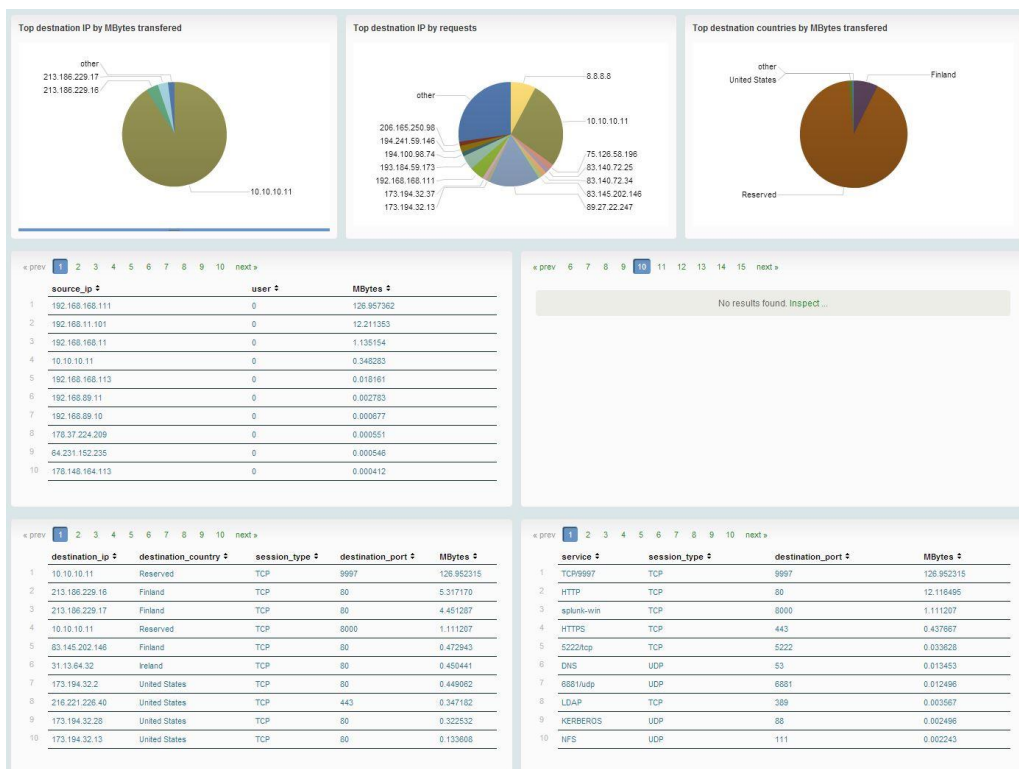 Top destnation IP by MBytes transfered
other
213.186.229.17
213.186.229.16
10.10.10.11
Top destnation IP by requests
8.8.8.8
other
10.10.10.11
206.165.250.98
194.241.59.146
194.100.98.74
193.184.59.173
192.168.168.111
173.194.32.37
173.194.32.13
75.126.58.196
83.140.72.25
83.140.72.34
83.145.202.146
89.27.22.247
Top destnation countries by MBytes transfered
other
United States
Finland
Reserved
« prev 1 2 3 4 5 6 7 8 9 10 next »
source_ip user MBytes
1 192.168.168.111 0 126.957362
2 192.168.11.101 0 12.211353
3 192.168.168.11 0 1.135154
4 10.10.10.11 0 0.348283
5 192.168.168.113 0 0.018161
6 192.168.89.11 0 0.002783
7 192.168.89.10 0 0.000677
8 178.37.224.209 0 0.000551
9 64.231.152.235 0 0.000546
10 178.148.164.113 0 0.000412
« prev 6 7 8 9 10 11 12 13 14 15 next »
No results found. Inspect ...
« prev 1 2 3 4 5 6 7 8 9 10 next »
destination_ip destination_country session_type destination_port MBytes
1 10.10.10.11 Reserved TCP 9997 126.952315
2 213.186.229.16 Finland TCP 80 5.317170
3 213.186.229.17 Finland TCP 80 4.451287
4 10.10.10.11 Reserved TCP 8000 1.111207
5 83.145.202.146 Finland TCP 80 0.472943
6 31.13.64.32 Ireland TCP 80 0.450441
7 173.194.32.2 United States TCP 80 0.449062
8 216.221.226.40 United States TCP 443 0.347182
9 173.194.32.28 United States TCP 80 0.322532
10 173.194.32.13 United States TCP 80 0.133608
« prev 1 2 3 4 5 6 7 8 9 10 next »
service session_type destination_port MBytes
1 TCP/9997 TCP 9997 126.952315
2 HTTP TCP 80 12.116495
3 splunk-win TCP 8000 1.111207
4 HTTPS TCP 443 0.437667
5 5222/tcp TCP 5222 0.033628
6 DNS UDP 53 0.013453
7 6881/udp UDP 6881 0.012496
8 LDAP TCP 389 0.003567
9 KERBEROS UDP 88 0.002496
10 NFS UDP 111 0.002243